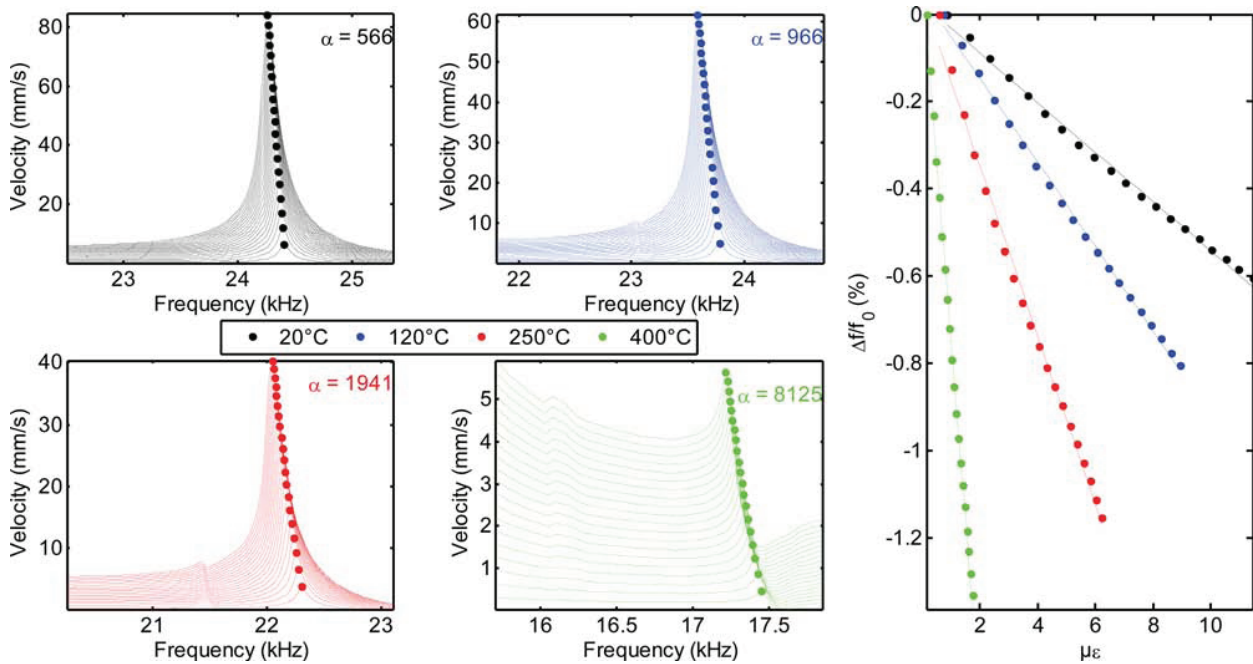 80
60
40
20
Velocity (mm/s)
α = 566
23 24 25
Frequency (kHz)
60
50
40
30
20
10
Velocity (mm/s)
α = 966
22 23 24
Frequency (kHz)
20°C 120°C 250°C 400°C
40
30
20
10
Velocity (mm/s)
α = 1941
21 22 23
Frequency (kHz)
5
4
3
2
1
Velocity (mm/s)
α = 8125
16 16.5 17 17.5
Frequency (kHz)
0
-0.2
-0.4
-0.6
-0.8
-1
-1.2
Δf/f0 (%)
2 4 6 8 10
με